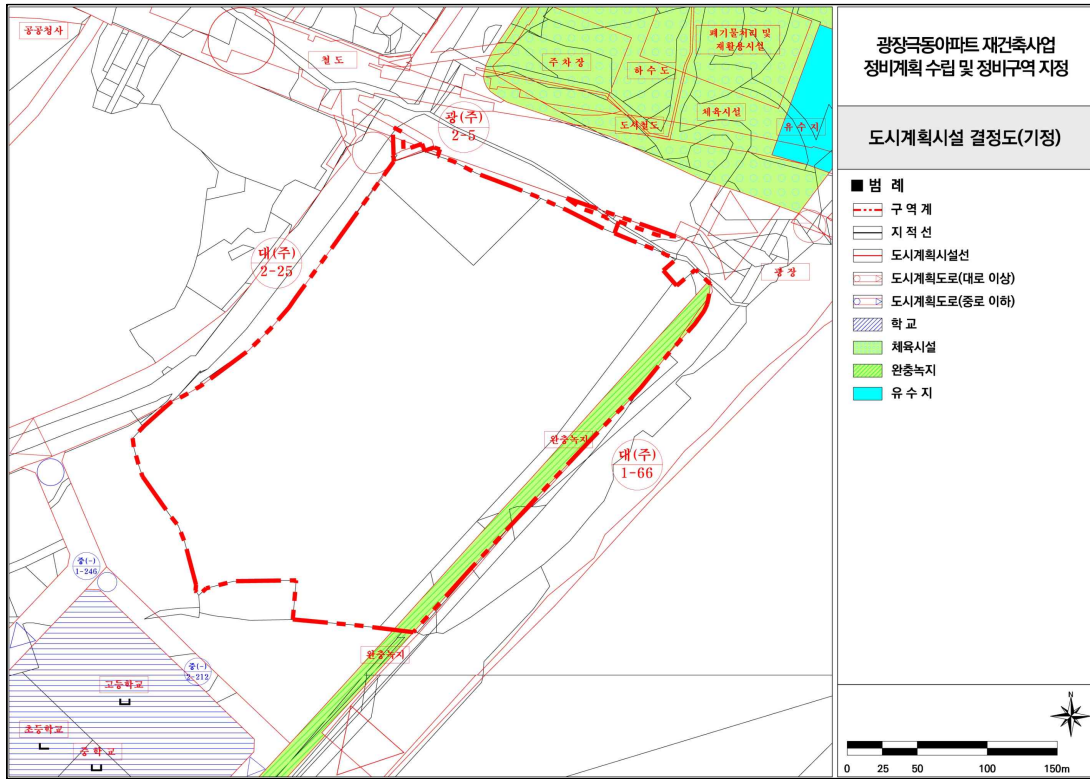 광장극동아파트 재건축사업
정비계획 수립 및 정비구역 지정
도시계획시설 결정도(기정)
■ 범 례
구 역 계
지 적 선
도시계획시설선
도시계획도로(대로 이상)
도시계획도로(중로 이하)
학 교
체육시설
완충녹지
유 수 지
N
0 25 50 100 150m
공공청사
철 도
주 차 장
하 수 도
폐기물처리 및
재활용시설
체육시설
도시철도
유 수 지
광(주)
2-5
대(주)
2-25
광 장
완충녹지
대(주)
1-66
중(-)
1-246
완충녹지
중(-)
2-212
고등학교
초등학교
중 학 교